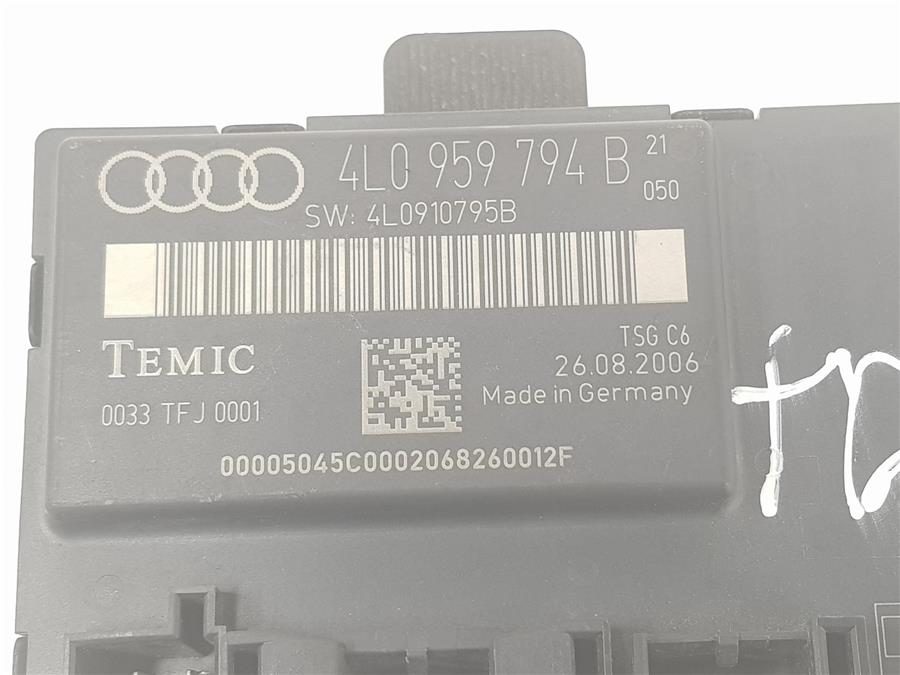 4L0 959 794 B 21
050
SW: 4L0910795B
TEMIC
TSG C6
26.08.2006
Made in Germany
0033 TFJ 0001
00005045C0002068260012F